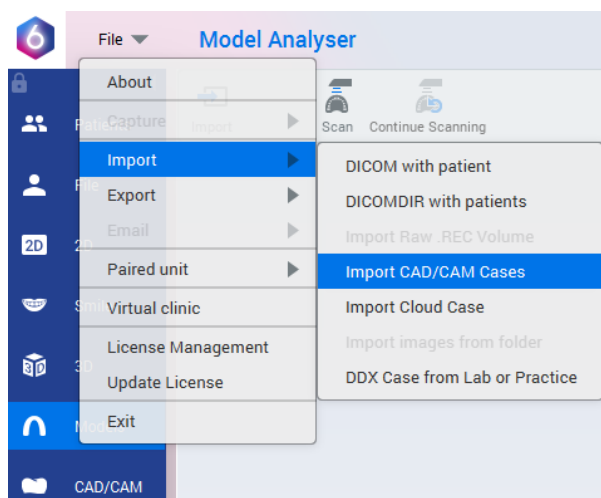 6 File Model Analyser
About
Capture
Import
Scan Continue Scanning
Import
Export
Email
Paired unit
Virtual clinic
License Management
Update License
Exit
DICOM with patient
DICOMDIR with patients
Import Raw .REC Volume
Import CAD/CAM Cases
Import Cloud Case
Import images from folder
DDX Case from Lab or Practice
File
2D
3D
CAD/CAM